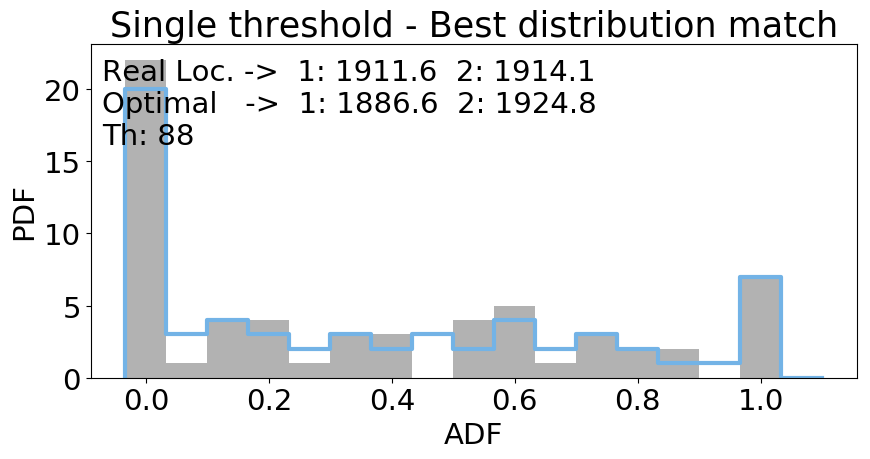 Single threshold - Best distribution match
Real Loc. -> 1: 1911.6 2: 1914.1
Optimal -> 1: 1886.6 2: 1924.8
Th: 88
PDF
20
15
10
5
0
0.0 0.2 0.4 0.6 0.8 1.0
ADF